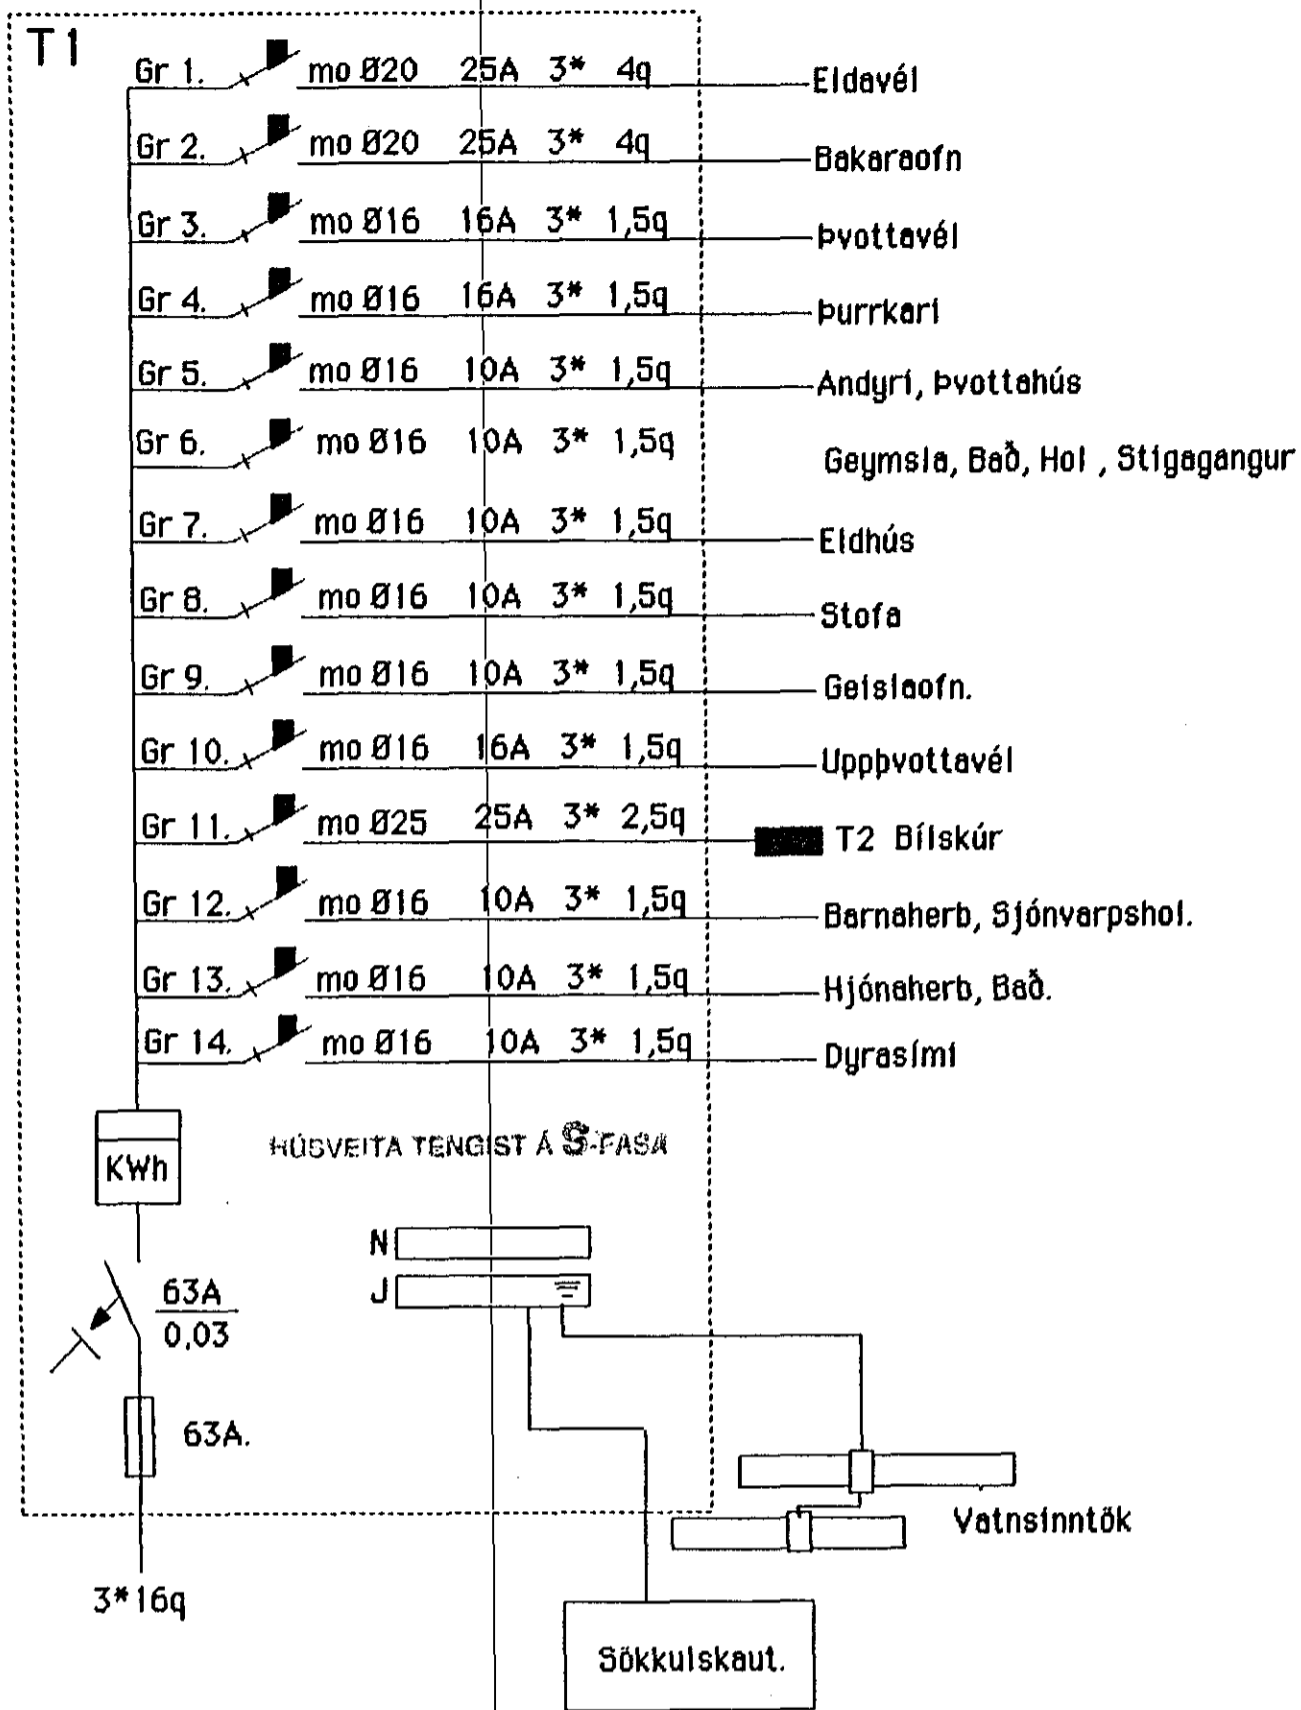 T1
Gr 1. mo Ø20 25A 3* 4q Eldavél
Gr 2. mo Ø20 25A 3* 4q Bakaraofn
Gr 3. mo Ø16 16A 3* 1,5q Þvottavél
Gr 4. mo Ø16 16A 3* 1,5q Þurrkari
Gr 5. mo Ø16 10A 3* 1,5q Andyri, Þvottahús
Gr 6. mo Ø16 10A 3* 1,5q Geymsla, Bað, Hol , Stigagangur
Gr 7. mo Ø16 10A 3* 1,5q Eldhús
Gr 8. mo Ø16 10A 3* 1,5q Stofa
Gr 9. mo Ø16 10A 3* 1,5q Geislaofn.
Gr 10. mo Ø16 16A 3* 1,5q Uppþvottavél
Gr 11. mo Ø25 25A 3* 2,5q T2 Bílskúr
Gr 12. mo Ø16 10A 3* 1,5q Barnaherb, Sjónvarpshol.
Gr 13. mo Ø16 10A 3* 1,5q Hjónaherb, Bað.
Gr 14. mo Ø16 10A 3* 1,5q Dyrasími
HÚSVEITA TENGIST Á S-FASA
KWh
N
J
63A
0,03
63A.
Vatnsinntök
3*16q
Sökkulskaut.